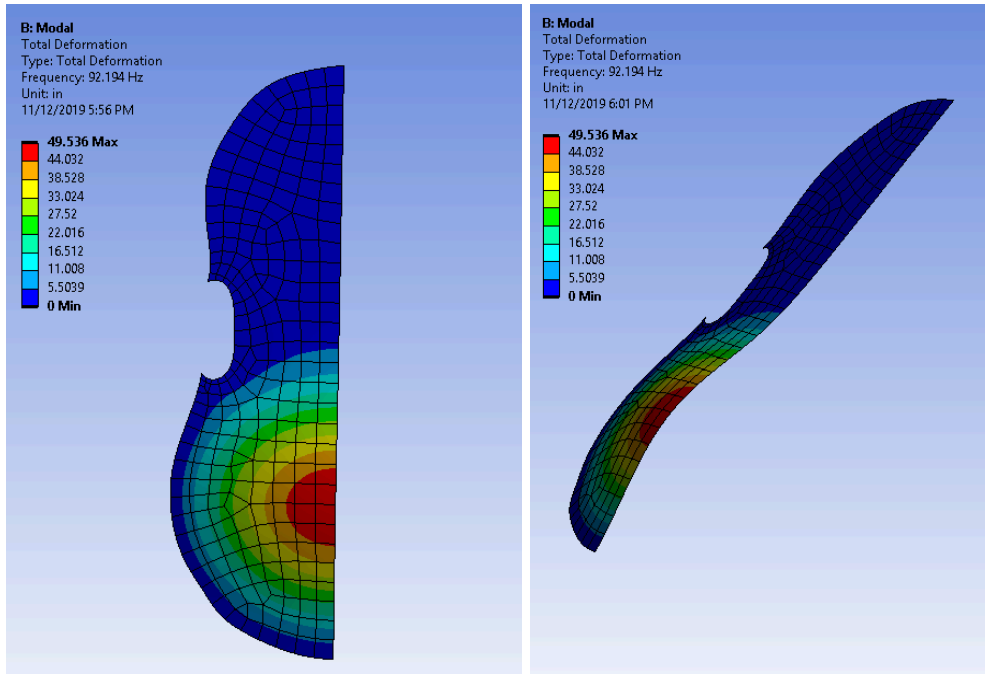 B: Modal
Total Deformation
Type: Total Deformation
Frequency: 92.194 Hz
Unit: in
11/12/2019 5:56 PM
49.536 Max
44.032
38.528
33.024
27.52
22.016
16.512
11.008
5.5039
0 Min
B: Modal
Total Deformation
Type: Total Deformation
Frequency: 92.194 Hz
Unit: in
11/12/2019 6:01 PM
49.536 Max
44.032
38.528
33.024
27.52
22.016
16.512
11.008
5.5039
0 Min